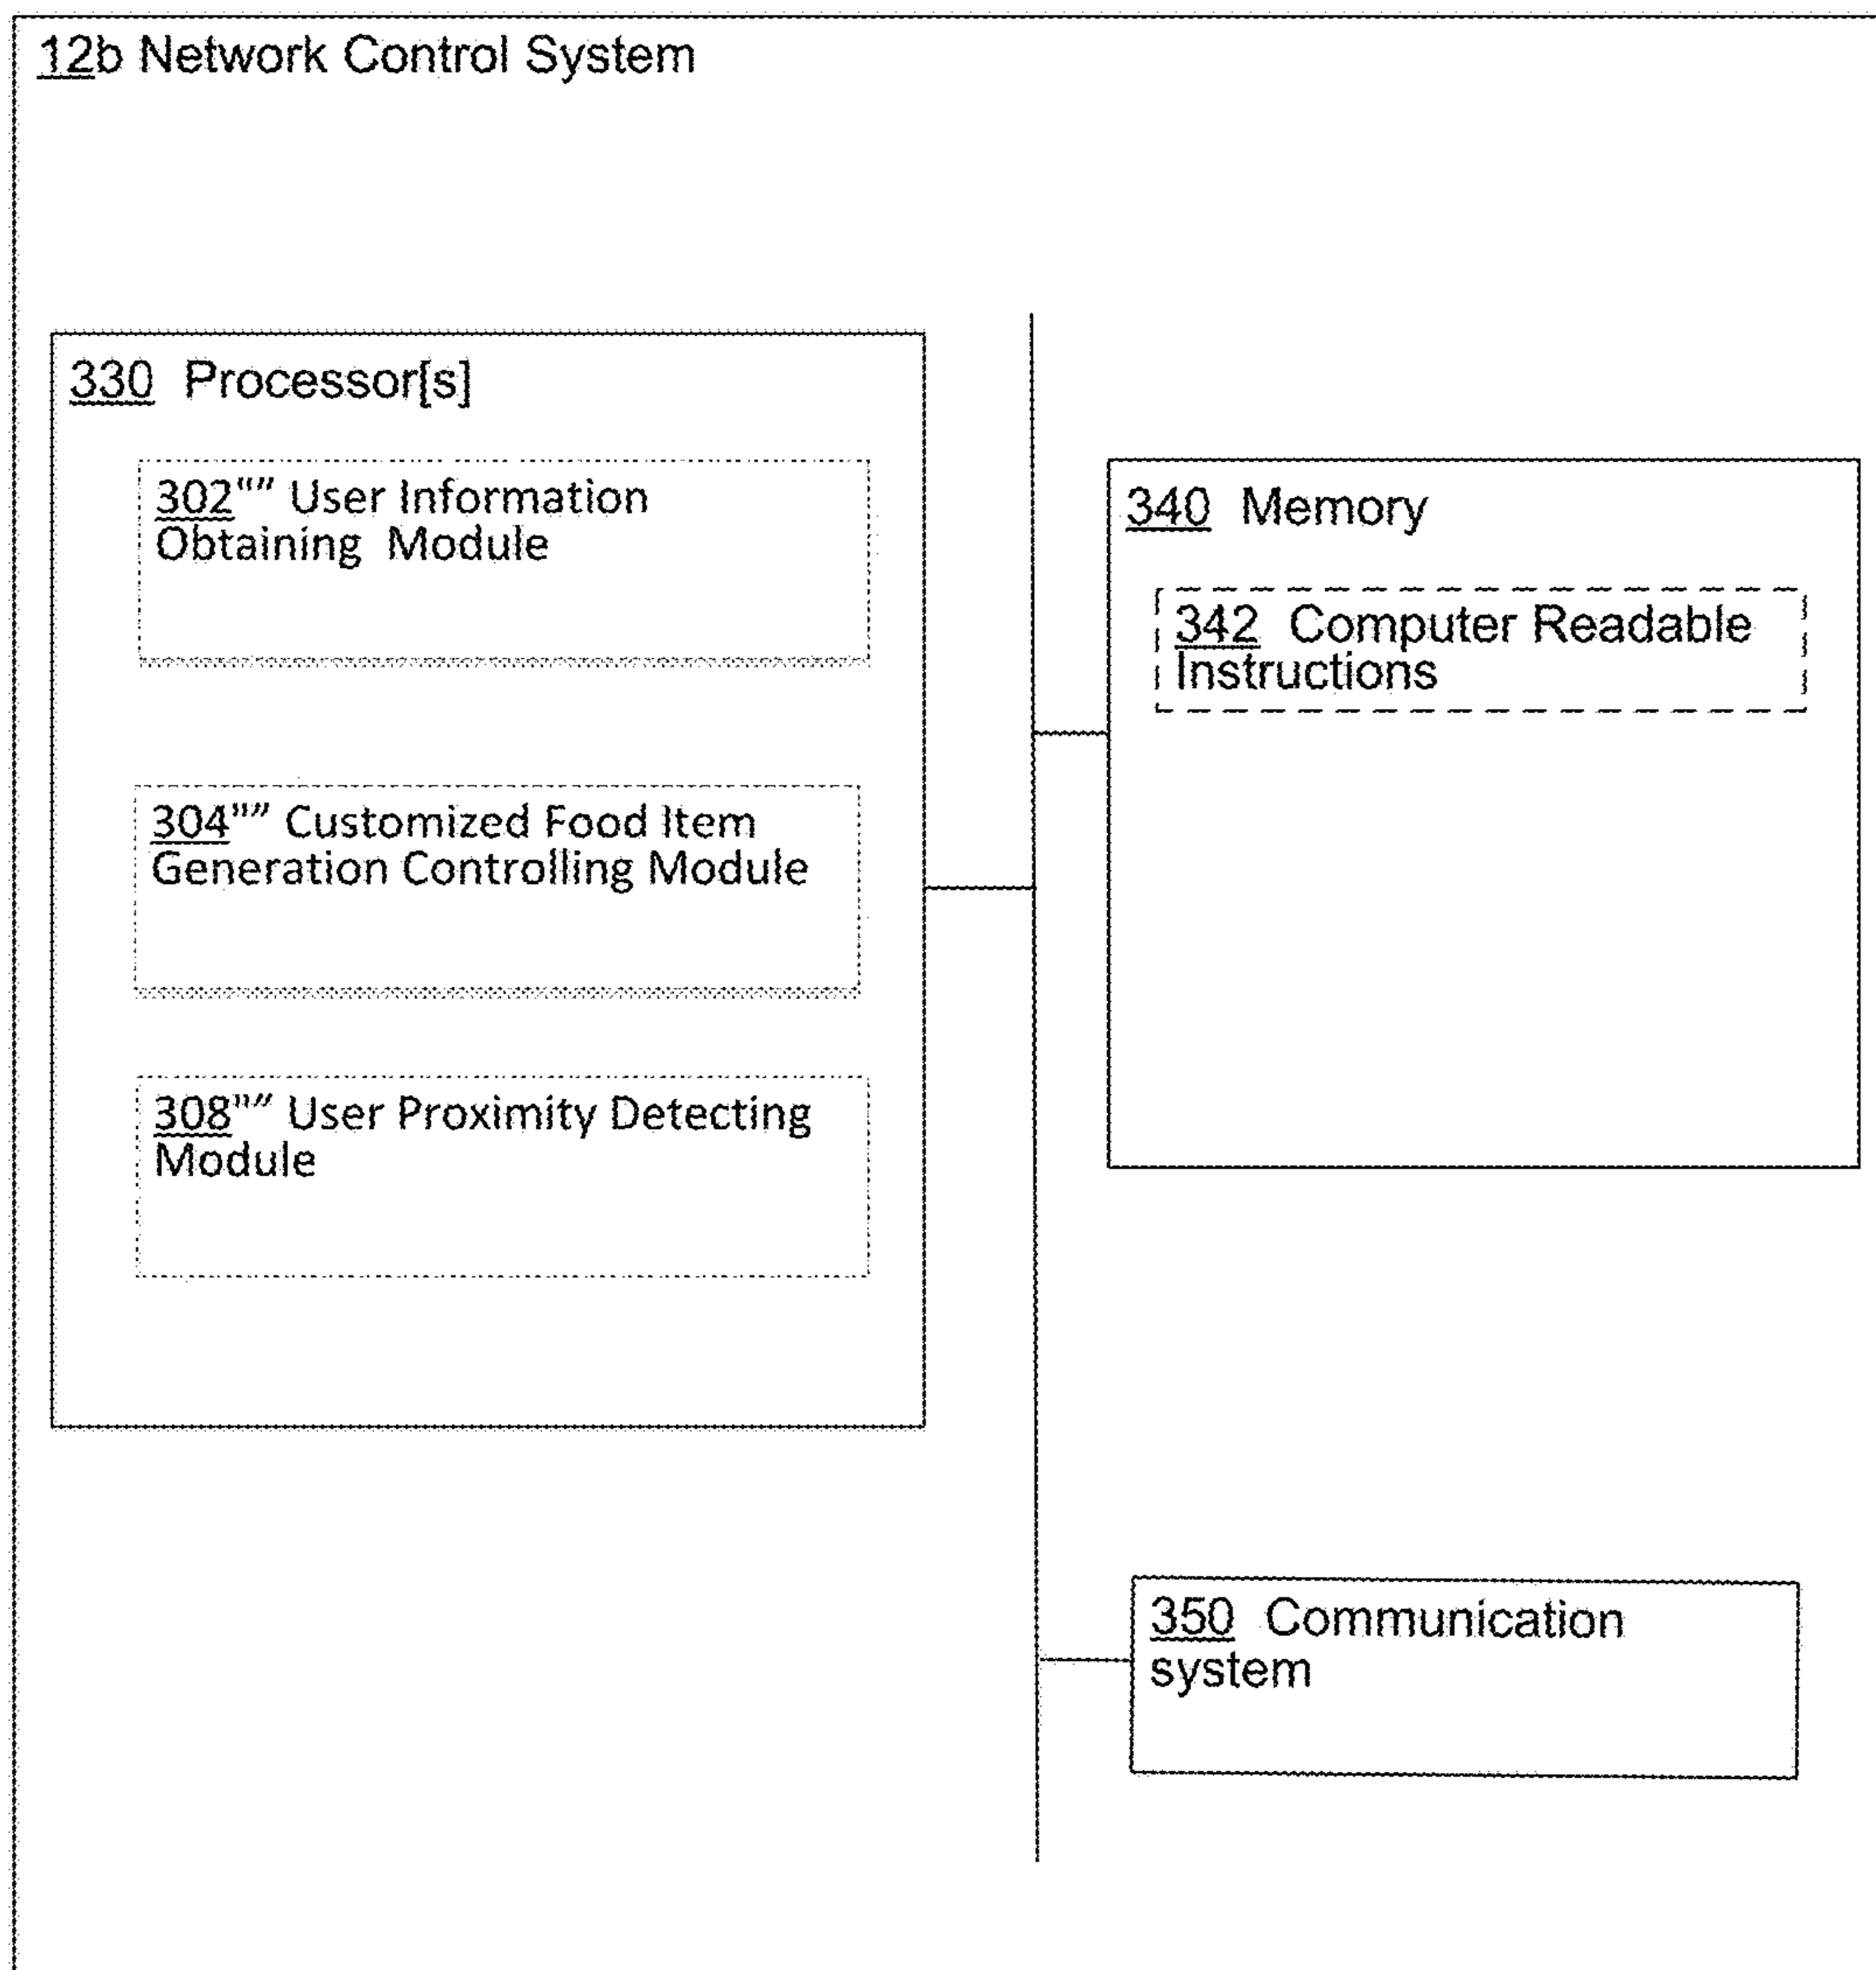 12b Network Control System
330 Processor[s]
302"" User Information
Obtaining Module
304"" Customized Food Item
Generation Controlling Module
308"" User Proximity Detecting
Module
340 Memory
342 Computer Readable
Instructions
350 Communication
system